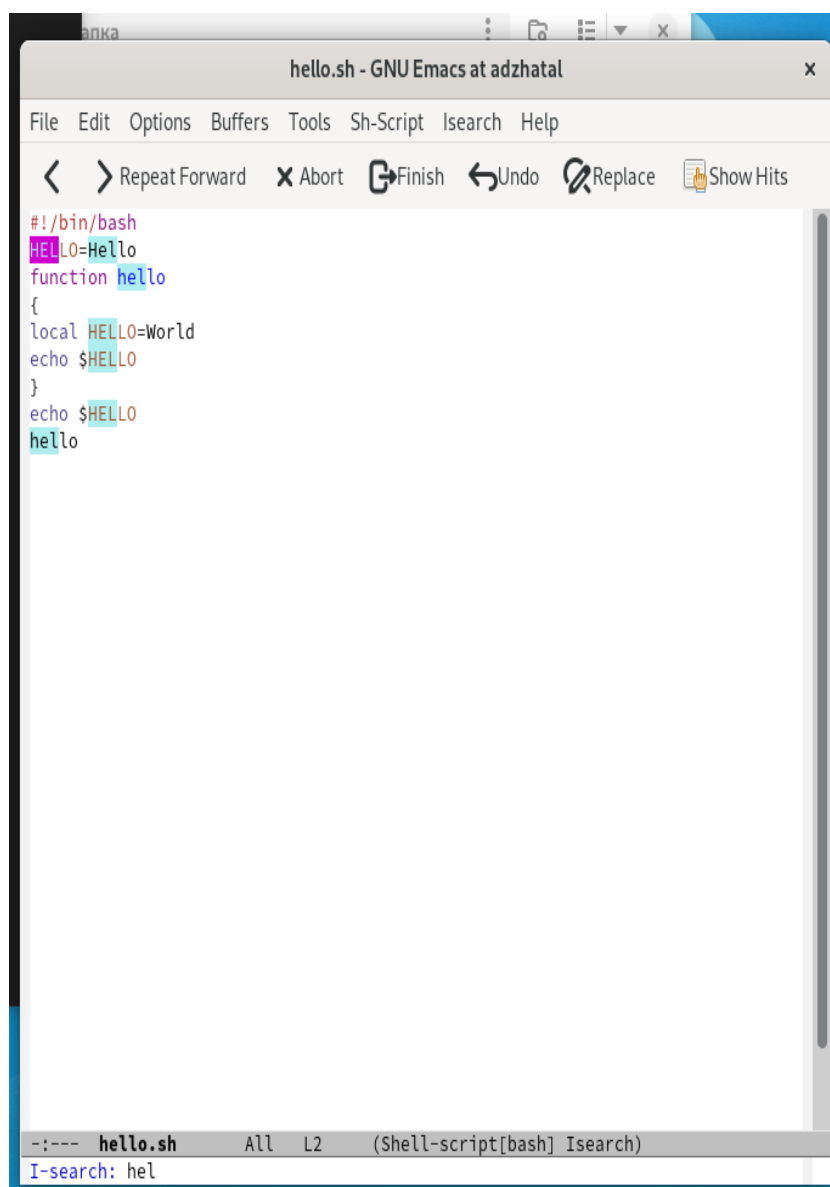 апка
hello.sh - GNU Emacs at adzhatal
File Edit Options Buffers Tools Sh-Script Isearch Help
Repeat Forward Abort Finish Undo Replace Show Hits
#!/bin/bash
HELLO=Hello
function hello
{
local HELLO=World
echo $HELLO
}
echo $HELLO
hello
-:--- hello.sh All L2 (Shell-script[bash] Isearch)
I-search: hel